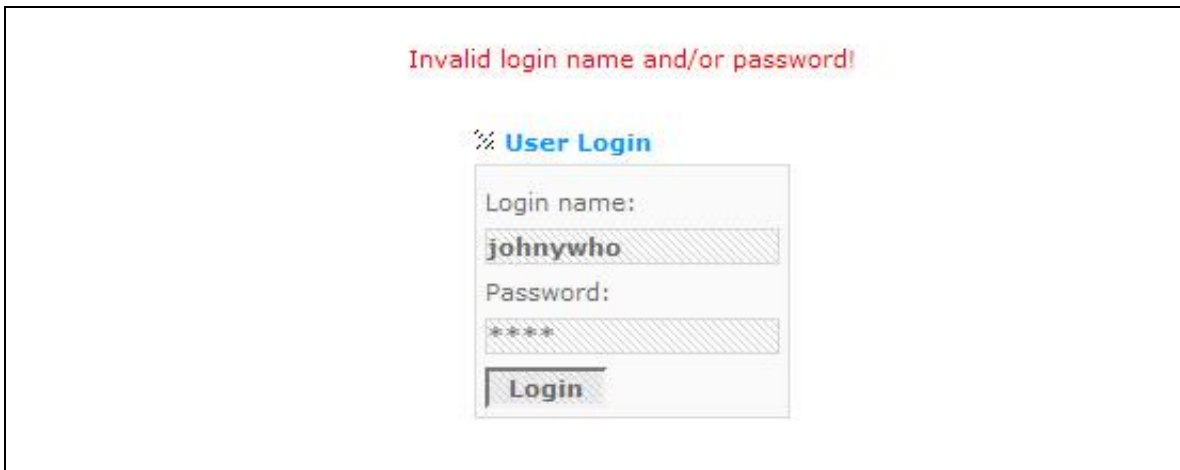 Invalid login name and/or password!
User Login
Login name:
johnywho
Password:
****
Login